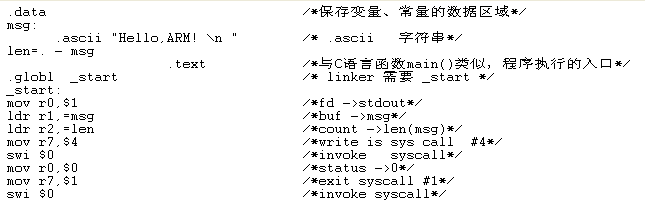 .data /*保存变量、常量的数据区域*/
msg:
.ascii "Hello,ARM! \n " /* .ascii 字符串*/
len=. - msg
.text /*与C语言函数main()类似，程序执行的入口*/
.globl _start /* linker 需要 _start */
_start:
mov r0,$1 /*fd ->stdout*/
ldr r1,=msg /*buf ->msg*/
ldr r2,=len /*count ->len(msg)*/
mov r7,$4 /*write is sys call #4*/
swi $0 /*invoke syscall*/
mov r0,$0 /*status ->0*/
mov r7,$1 /*exit syscall #1*/
swi $0 /*invoke syscall*/